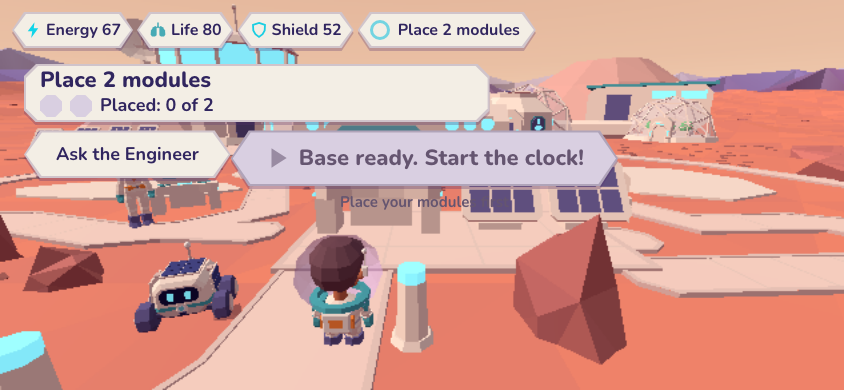 Energy 67
Life 80
Shield 52
Place 2 modules
Place 2 modules
Placed: 0 of 2
Ask the Engineer
Base ready. Start the clock!
Place your modules